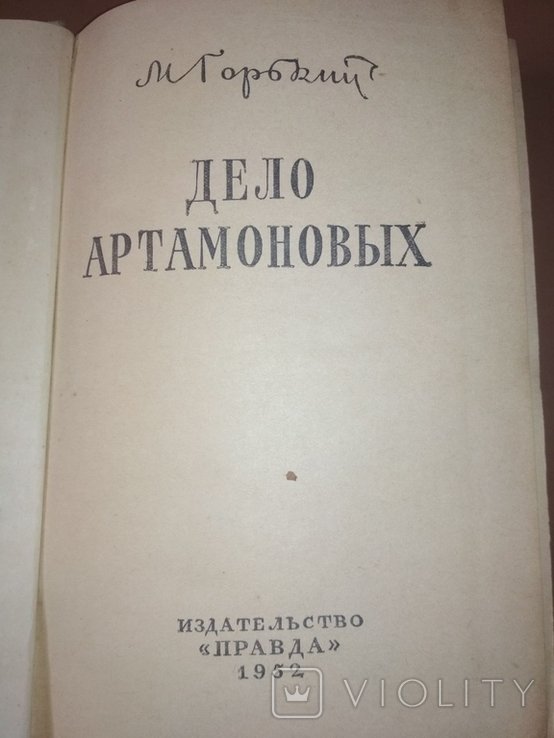 М Горький
ДЕЛО
АРТАМОНОВЫХ
ИЗДАТЕЛЬСТВО
«ПРАВДА»
1952
VIOLITY